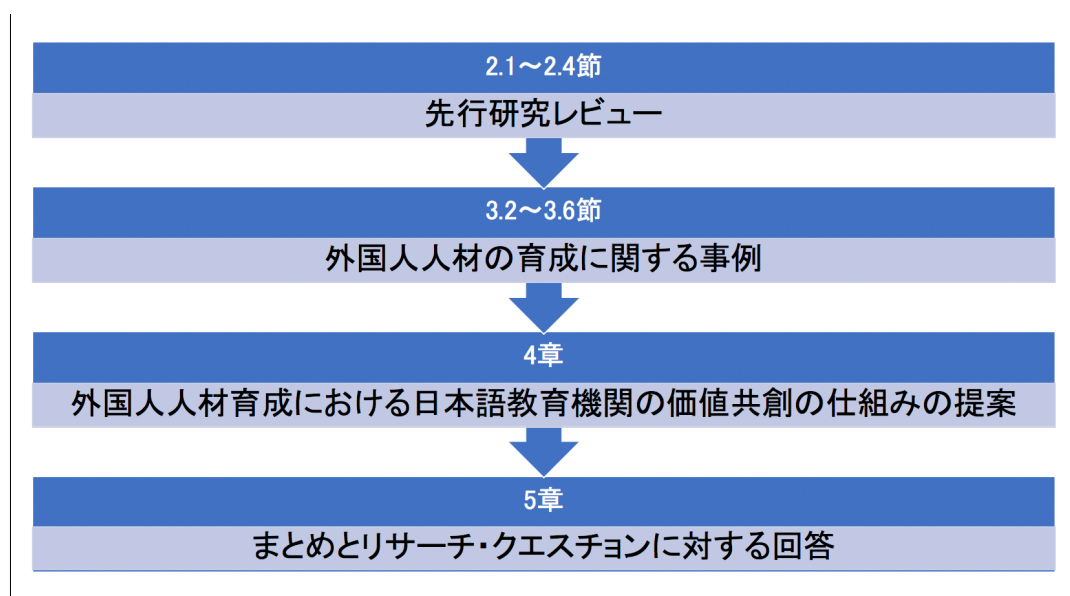 2.1～2.4節
先行研究レビュー
3.2～3.6節
外国人人材の育成に関する事例
4章
外国人人材育成における日本語教育機関の価値共創の仕組みの提案
5章
まとめとリサーチ・クエスチョンに対する回答